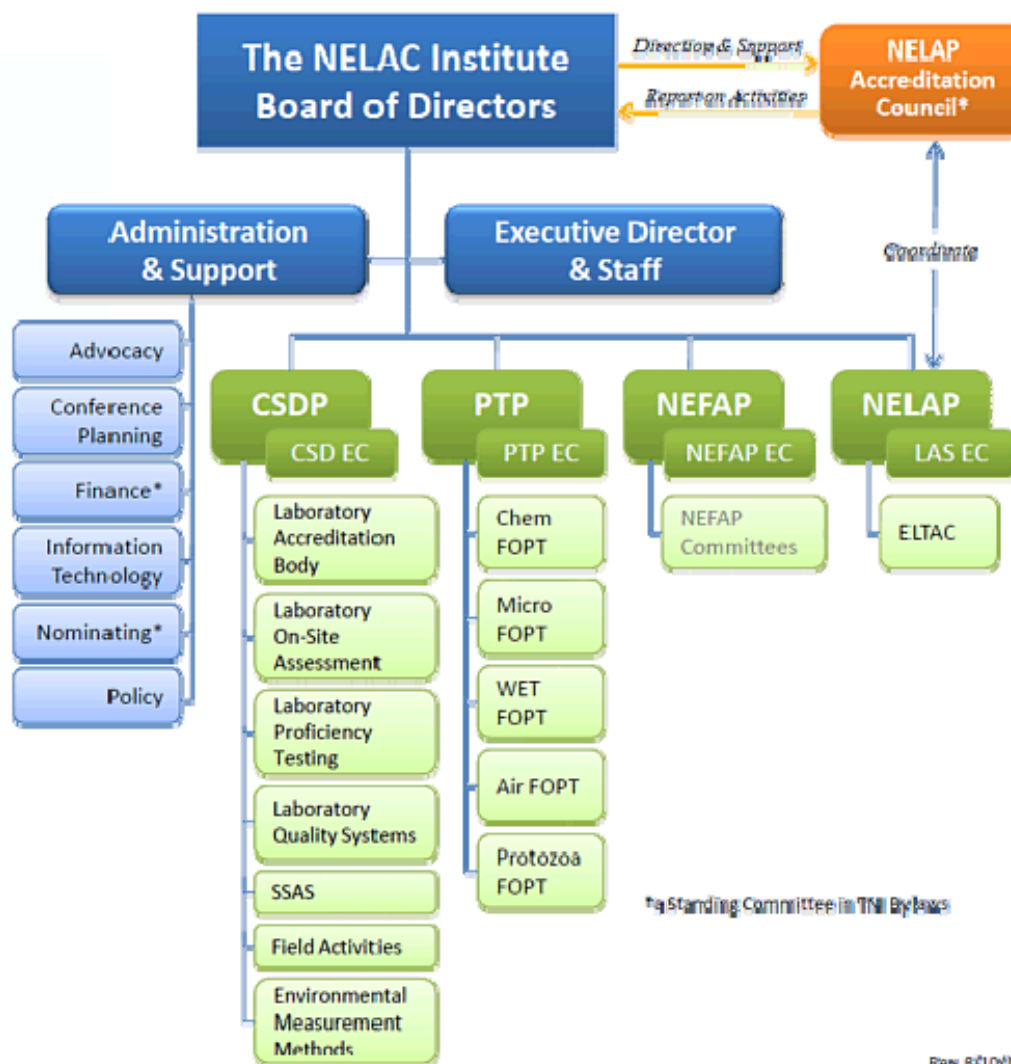 The NELAC Institute
Board of Directors
Direction & Support
Report on Activities
NELAP
Accreditation
Council*
Administration
& Support
Executive Director
& Staff
Coordinate
Advocacy
Conference
Planning
Finance*
Information
Technology
Nominating*
Policy
CSDP
CSD EC
Laboratory
Accreditation
Body
Laboratory
On-Site
Assessment
Laboratory
Proficiency
Testing
Laboratory
Quality Systems
SSAS
Field Activities
Environmental
Measurement
Methods
PTP
PTP EC
Chem
FOPT
Micro
FOPT
WET
FOPT
Air FOPT
Protozoa
FOPT
NEFAP
NEFAP EC
NEFAP
Committees
NELAP
LAS EC
ELTAC
*a Standing Committee in TNI Bylaws